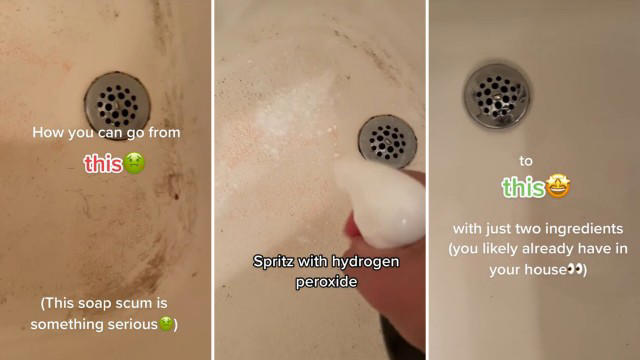 How you can go from
this🤢
(This soap scum is
something serious🤢)
Spritz with hydrogen
peroxide
to
this🤩
with just two ingredients
(you likely already have in
your house👀)